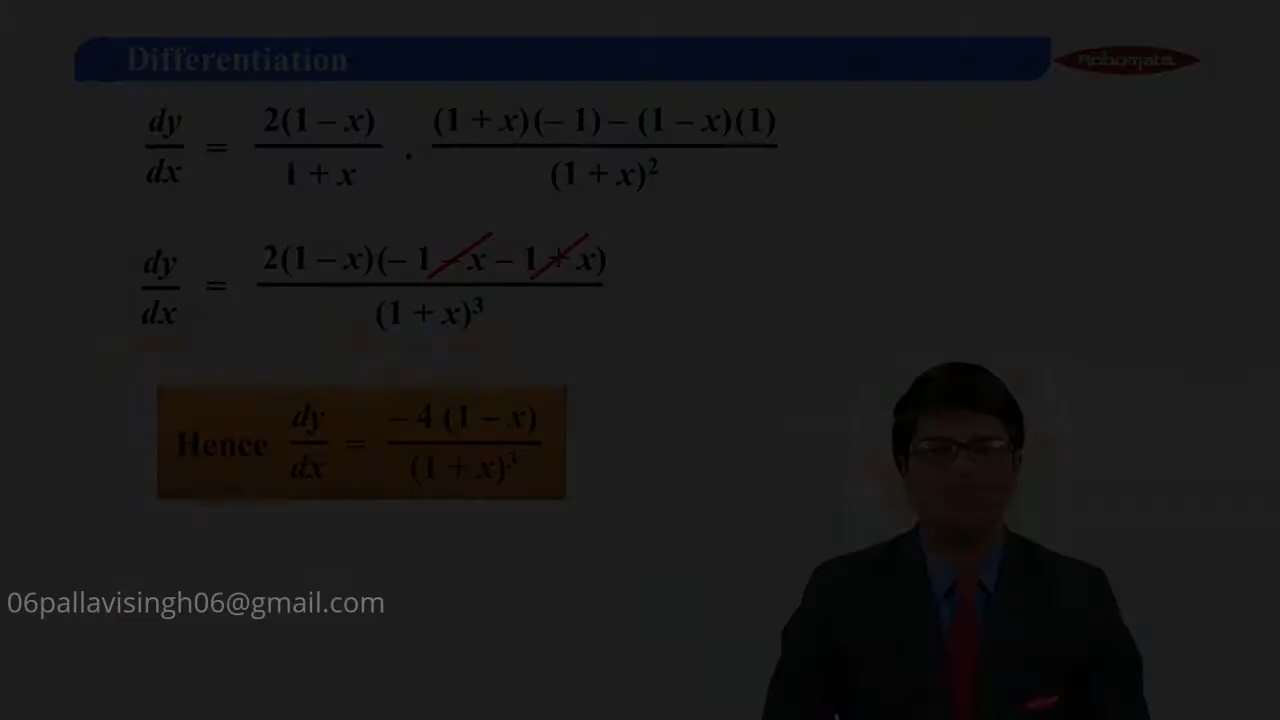 Differentiation
Robomate
dy/dx = 2(1 – x)/1 + x . (1 + x)(– 1) – (1 – x)(1)/(1 + x)²
dy/dx = 2(1 – x)(– 1 – x – 1 + x)/(1 + x)³
Hence dy/dx = – 4 (1 – x)/(1 + x)³
06pallavisingh06@gmail.com